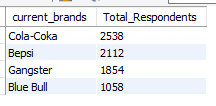 current_brands Total_Respondents
Cola-Coka 2538
Bepsi 2112
Gangster 1854
Blue Bull 1058